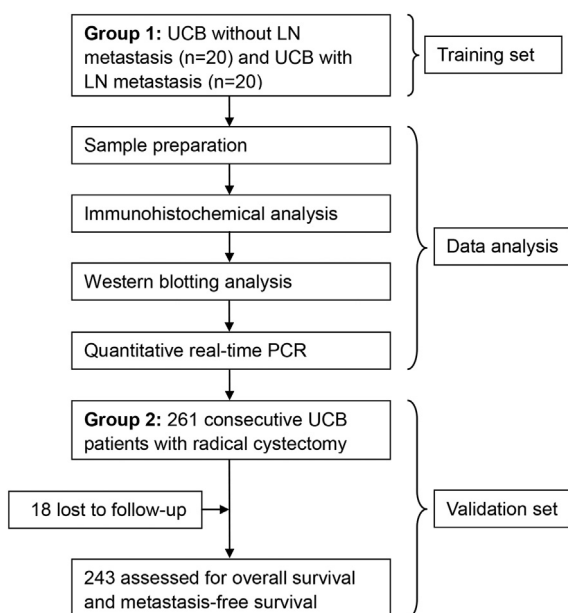 Group 1: UCB without LN
metastasis (n=20) and UCB with
LN metastasis (n=20)
Training set
Sample preparation
Immunohistochemical analysis
Western blotting analysis
Quantitative real-time PCR
Data analysis
Group 2: 261 consecutive UCB
patients with radical cystectomy
18 lost to follow-up
Validation set
243 assessed for overall survival
and metastasis-free survival